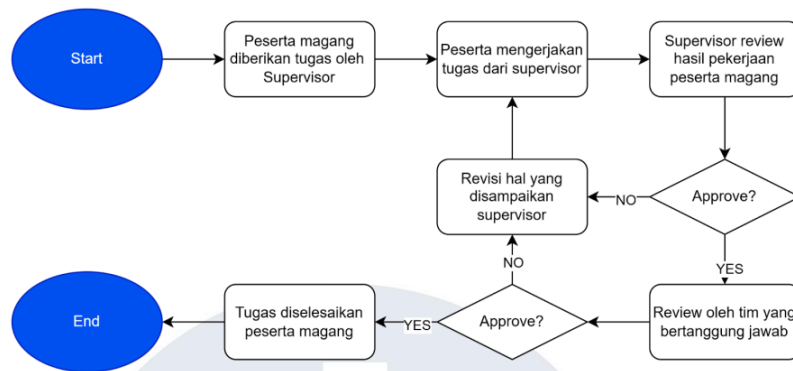 Start
Peserta magang
diberikan tugas oleh
Supervisor
Peserta mengerjakan
tugas dari supervisor
Supervisor review
hasil pekerjaan
peserta magang
Revisi hal yang
disampaikan
supervisor
NO
Approve?
NO
YES
End
Tugas diselesaikan
peserta magang
YES
Approve?
Review oleh tim yang
bertanggung jawab